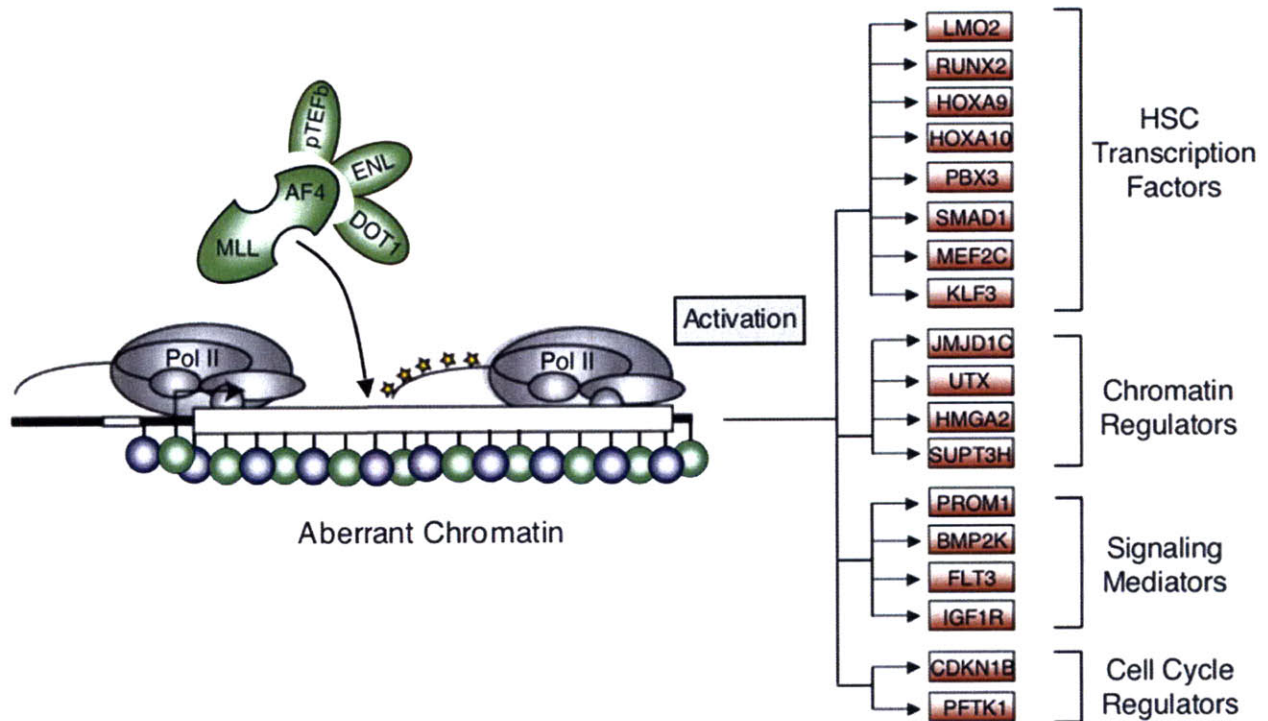 pTEFb
ENL
AF4
DOT1
MLL
Pol II
Pol II
Activation
Aberrant Chromatin
LMO2
RUNX2
HOXA9
HOXA10
PBX3
SMAD1
MEF2C
KLF3
HSC
Transcription
Factors
JMJD1C
UTX
HMGA2
SUPT3H
Chromatin
Regulators
PROM1
BMP2K
FLT3
IGF1R
Signaling
Mediators
CDKN1B
PFTK1
Cell Cycle
Regulators